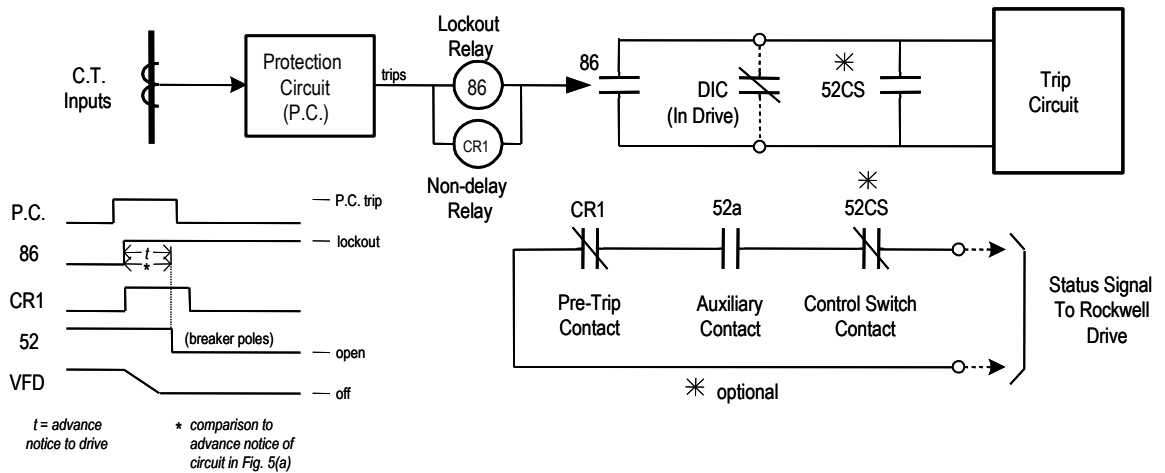 C.T.
Inputs
Protection
Circuit
(P.C.)
trips
Lockout
Relay
86
CR1
Non-delay
Relay
86
DIC
(In Drive)
✳
52CS
Trip
Circuit
P.C.
P.C. trip
86
lockout
t
*
CR1
52
(breaker poles)
open
VFD
off
t = advance
notice to drive
* comparison to
advance notice of
circuit in Fig. 5(a)
CR1
52a
✳
52CS
Pre-Trip
Contact
Auxiliary
Contact
Control Switch
Contact
Status Signal
To Rockwell
Drive
✳ optional